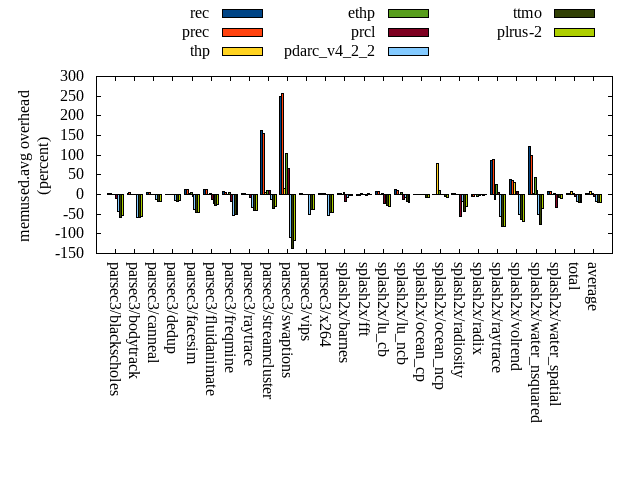 rec
prec
thp
ethp
prcl
pdarc_v4_2_2
ttmo
plrus-2
memused.avg overhead
(percent)
300
250
200
150
100
50
0
-50
-100
-150
parsec3/blackscholes
parsec3/bodytrack
parsec3/canneal
parsec3/dedup
parsec3/facesim
parsec3/fluidanimate
parsec3/freqmine
parsec3/raytrace
parsec3/streamcluster
parsec3/swaptions
parsec3/vips
parsec3/x264
splash2x/barnes
splash2x/fft
splash2x/lu_cb
splash2x/lu_ncb
splash2x/ocean_cp
splash2x/ocean_ncp
splash2x/radiosity
splash2x/radix
splash2x/raytrace
splash2x/volrend
splash2x/water_nsquared
splash2x/water_spatial
total
average